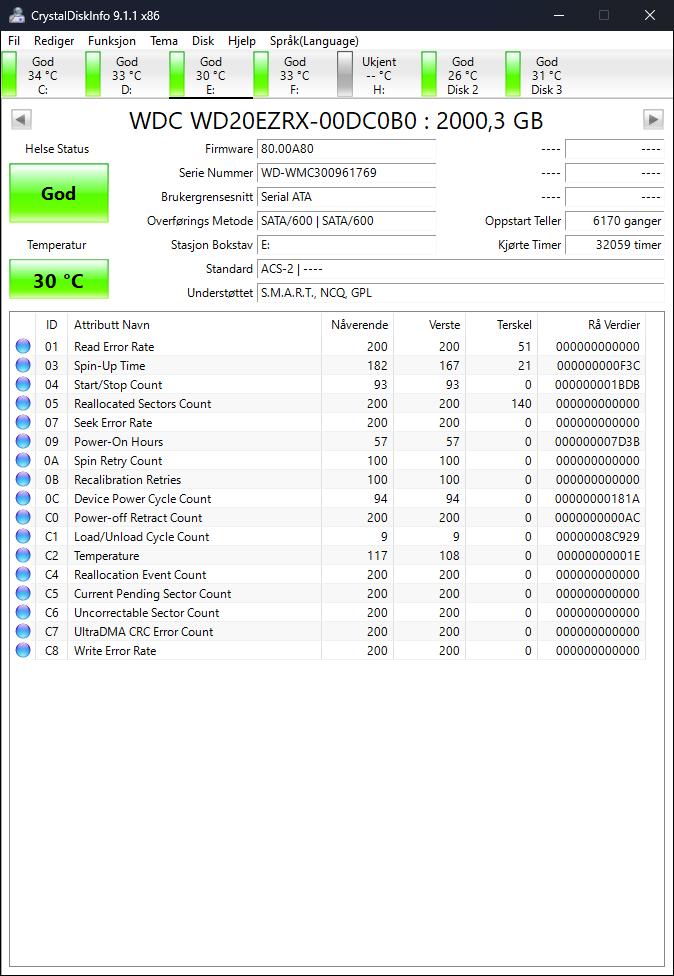 CrystalDiskInfo 9.1.1 x86
Fil Rediger Funksjon Tema Disk Hjelp Språk(Language)
God God God God Ukjent God God
34 °C 33 °C 30 °C 33 °C -- °C 26 °C 31 °C
C: D: E: F: H: Disk 2 Disk 3
WDC WD20EZRX-00DC0B0 : 2000,3 GB
Helse Status Firmware 80.00A80 ---- ----
Serie Nummer WD-WMC300961769 ---- ----
God Brukergrensesnitt Serial ATA ---- ----
Overførings Metode SATA/600 | SATA/600 Oppstart Teller 6170 ganger
Temperatur Stasjon Bokstav E: Kjørte Timer 32059 timer
30 °C Standard ACS-2 | ----
Understøttet S.M.A.R.T., NCQ, GPL
ID Attributt Navn Nåverende Verste Terskel Rå Verdier
01 Read Error Rate 200 200 51 000000000000
03 Spin-Up Time 182 167 21 000000000F3C
04 Start/Stop Count 93 93 0 000000001BDB
05 Reallocated Sectors Count 200 200 140 000000000000
07 Seek Error Rate 200 200 0 000000000000
09 Power-On Hours 57 57 0 000000007D3B
0A Spin Retry Count 100 100 0 000000000000
0B Recalibration Retries 100 100 0 000000000000
0C Device Power Cycle Count 94 94 0 00000000181A
C0 Power-off Retract Count 200 200 0 0000000000AC
C1 Load/Unload Cycle Count 9 9 0 00000008C929
C2 Temperature 117 108 0 00000000001E
C4 Reallocation Event Count 200 200 0 000000000000
C5 Current Pending Sector Count 200 200 0 000000000000
C6 Uncorrectable Sector Count 200 200 0 000000000000
C7 UltraDMA CRC Error Count 200 200 0 000000000000
C8 Write Error Rate 200 200 0 000000000000